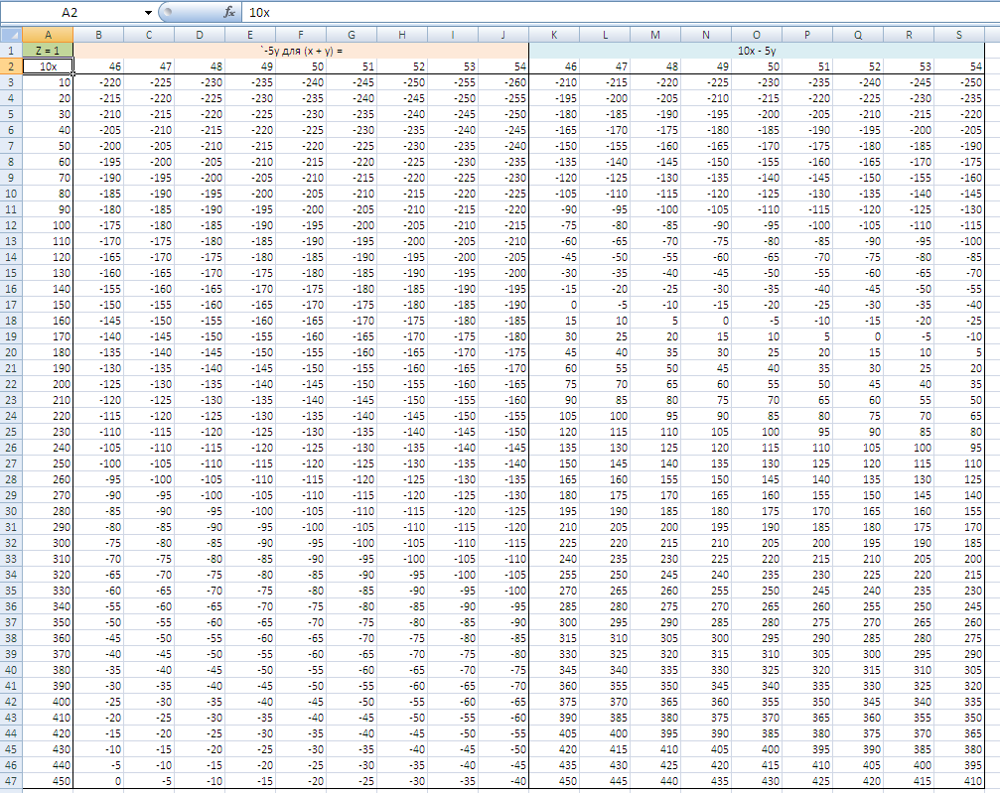 A2 fx 10x
A B C D E F G H I J K L M N O P Q R S
1 Z = 1 `-5y для (x + y) = 10x - 5y
2 10x 46 47 48 49 50 51 52 53 54 46 47 48 49 50 51 52 53 54
3 10 -220 -225 -230 -235 -240 -245 -250 -255 -260 -210 -215 -220 -225 -230 -235 -240 -245 -250
4 20 -215 -220 -225 -230 -235 -240 -245 -250 -255 -195 -200 -205 -210 -215 -220 -225 -230 -235
5 30 -210 -215 -220 -225 -230 -235 -240 -245 -250 -180 -185 -190 -195 -200 -205 -210 -215 -220
6 40 -205 -210 -215 -220 -225 -230 -235 -240 -245 -165 -170 -175 -180 -185 -190 -195 -200 -205
7 50 -200 -205 -210 -215 -220 -225 -230 -235 -240 -150 -155 -160 -165 -170 -175 -180 -185 -190
8 60 -195 -200 -205 -210 -215 -220 -225 -230 -235 -135 -140 -145 -150 -155 -160 -165 -170 -175
9 70 -190 -195 -200 -205 -210 -215 -220 -225 -230 -120 -125 -130 -135 -140 -145 -150 -155 -160
10 80 -185 -190 -195 -200 -205 -210 -215 -220 -225 -105 -110 -115 -120 -125 -130 -135 -140 -145
11 90 -180 -185 -190 -195 -200 -205 -210 -215 -220 -90 -95 -100 -105 -110 -115 -120 -125 -130
12 100 -175 -180 -185 -190 -195 -200 -205 -210 -215 -75 -80 -85 -90 -95 -100 -105 -110 -115
13 110 -170 -175 -180 -185 -190 -195 -200 -205 -210 -60 -65 -70 -75 -80 -85 -90 -95 -100
14 120 -165 -170 -175 -180 -185 -190 -195 -200 -205 -45 -50 -55 -60 -65 -70 -75 -80 -85
15 130 -160 -165 -170 -175 -180 -185 -190 -195 -200 -30 -35 -40 -45 -50 -55 -60 -65 -70
16 140 -155 -160 -165 -170 -175 -180 -185 -190 -195 -15 -20 -25 -30 -35 -40 -45 -50 -55
17 150 -150 -155 -160 -165 -170 -175 -180 -185 -190 0 -5 -10 -15 -20 -25 -30 -35 -40
18 160 -145 -150 -155 -160 -165 -170 -175 -180 -185 15 10 5 0 -5 -10 -15 -20 -25
19 170 -140 -145 -150 -155 -160 -165 -170 -175 -180 30 25 20 15 10 5 0 -5 -10
20 180 -135 -140 -145 -150 -155 -160 -165 -170 -175 45 40 35 30 25 20 15 10 5
21 190 -130 -135 -140 -145 -150 -155 -160 -165 -170 60 55 50 45 40 35 30 25 20
22 200 -125 -130 -135 -140 -145 -150 -155 -160 -165 75 70 65 60 55 50 45 40 35
23 210 -120 -125 -130 -135 -140 -145 -150 -155 -160 90 85 80 75 70 65 60 55 50
24 220 -115 -120 -125 -130 -135 -140 -145 -150 -155 105 100 95 90 85 80 75 70 65
25 230 -110 -115 -120 -125 -130 -135 -140 -145 -150 120 115 110 105 100 95 90 85 80
26 240 -105 -110 -115 -120 -125 -130 -135 -140 -145 135 130 125 120 115 110 105 100 95
27 250 -100 -105 -110 -115 -120 -125 -130 -135 -140 150 145 140 135 130 125 120 115 110
28 260 -95 -100 -105 -110 -115 -120 -125 -130 -135 165 160 155 150 145 140 135 130 125
29 270 -90 -95 -100 -105 -110 -115 -120 -125 -130 180 175 170 165 160 155 150 145 140
30 280 -85 -90 -95 -100 -105 -110 -115 -120 -125 195 190 185 180 175 170 165 160 155
31 290 -80 -85 -90 -95 -100 -105 -110 -115 -120 210 205 200 195 190 185 180 175 170
32 300 -75 -80 -85 -90 -95 -100 -105 -110 -115 225 220 215 210 205 200 195 190 185
33 310 -70 -75 -80 -85 -90 -95 -100 -105 -110 240 235 230 225 220 215 210 205 200
34 320 -65 -70 -75 -80 -85 -90 -95 -100 -105 255 250 245 240 235 230 225 220 215
35 330 -60 -65 -70 -75 -80 -85 -90 -95 -100 270 265 260 255 250 245 240 235 230
36 340 -55 -60 -65 -70 -75 -80 -85 -90 -95 285 280 275 270 265 260 255 250 245
37 350 -50 -55 -60 -65 -70 -75 -80 -85 -90 300 295 290 285 280 275 270 265 260
38 360 -45 -50 -55 -60 -65 -70 -75 -80 -85 315 310 305 300 295 290 285 280 275
39 370 -40 -45 -50 -55 -60 -65 -70 -75 -80 330 325 320 315 310 305 300 295 290
40 380 -35 -40 -45 -50 -55 -60 -65 -70 -75 345 340 335 330 325 320 315 310 305
41 390 -30 -35 -40 -45 -50 -55 -60 -65 -70 360 355 350 345 340 335 330 325 320
42 400 -25 -30 -35 -40 -45 -50 -55 -60 -65 375 370 365 360 355 350 345 340 335
43 410 -20 -25 -30 -35 -40 -45 -50 -55 -60 390 385 380 375 370 365 360 355 350
44 420 -15 -20 -25 -30 -35 -40 -45 -50 -55 405 400 395 390 385 380 375 370 365
45 430 -10 -15 -20 -25 -30 -35 -40 -45 -50 420 415 410 405 400 395 390 385 380
46 440 -5 -10 -15 -20 -25 -30 -35 -40 -45 435 430 425 420 415 410 405 400 395
47 450 0 -5 -10 -15 -20 -25 -30 -35 -40 450 445 440 435 430 425 420 415 410